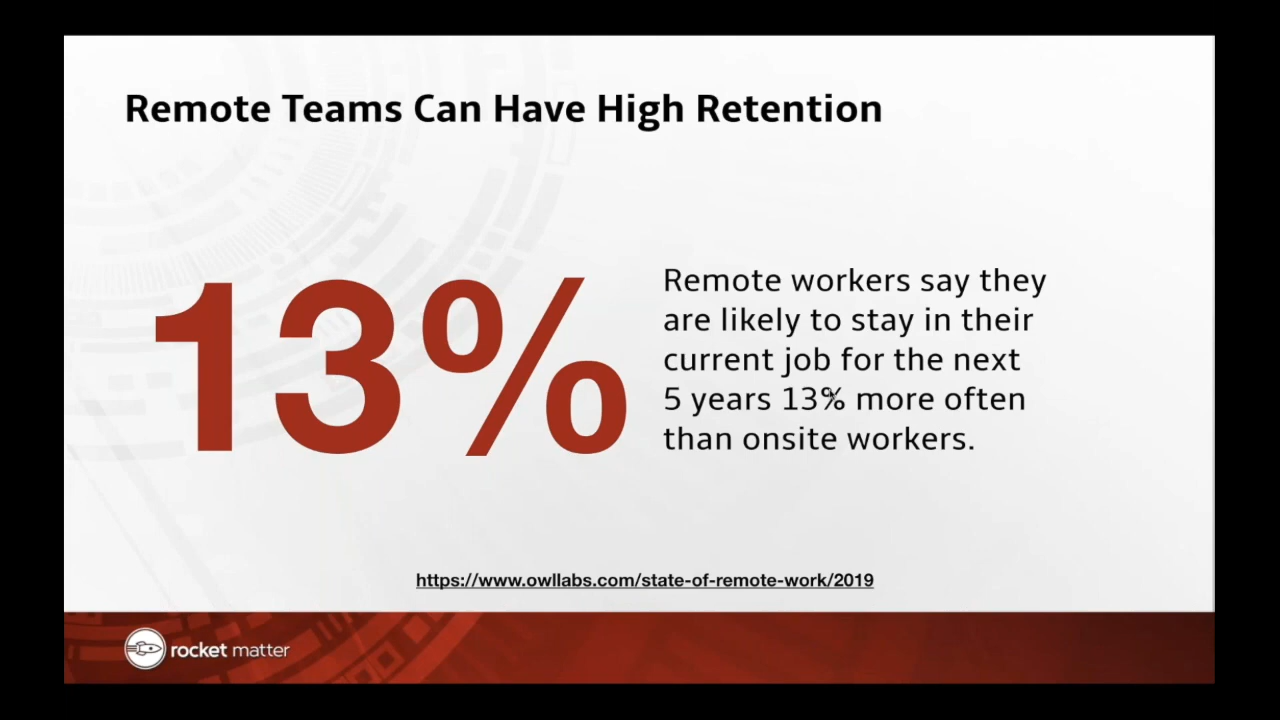 Remote Teams Can Have High Retention
13%
Remote workers say they
are likely to stay in their
current job for the next
5 years 13% more often
than onsite workers.
https://www.owllabs.com/state-of-remote-work/2019
rocket matter